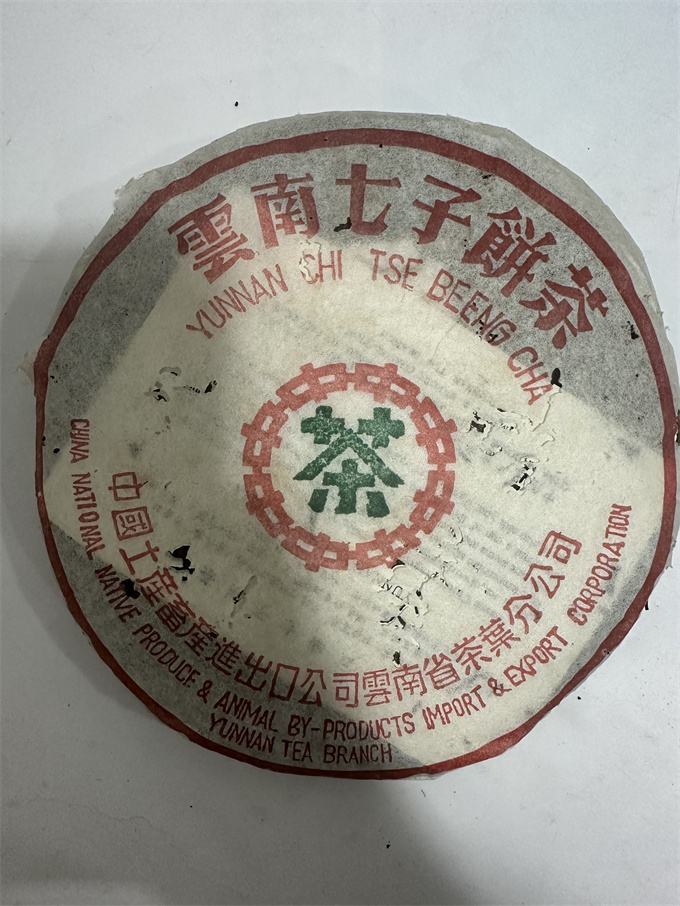 雲南七子餅茶
YUNNAN CHI TSE BEENG CHA
茶
中國土產畜產進出口公司雲南省茶葉分公司
CHINA NATIONAL NATIVE PRODUCE & ANIMAL BY-PRODUCTS IMPORT & EXPORT CORPORATION
YUNNAN TEA BRANCH